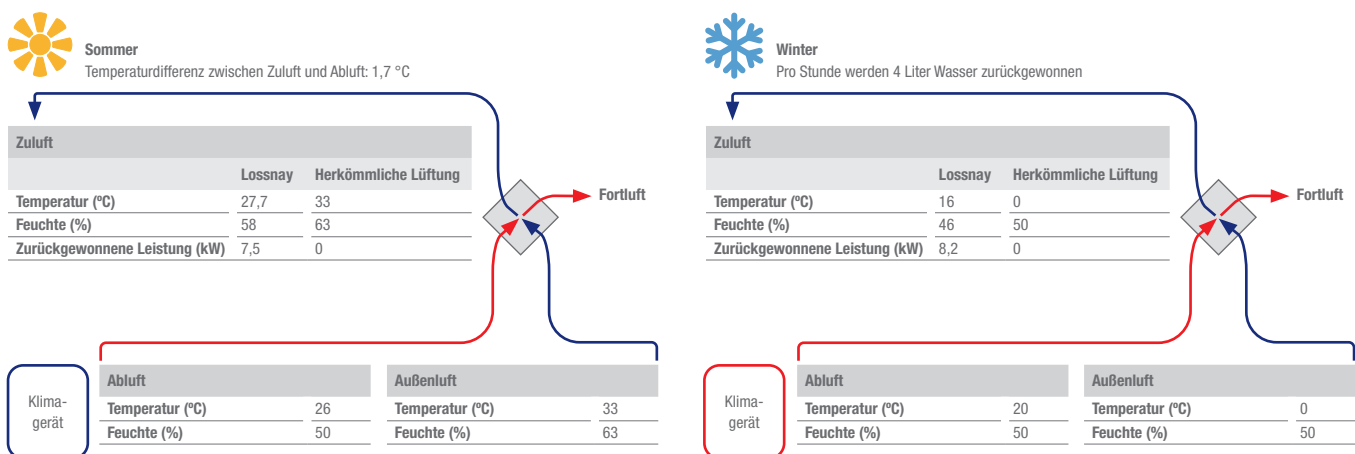 Sommer
Temperaturdifferenz zwischen Zuluft und Abluft: 1,7 °C
Zuluft
Lossnay Herkömmliche Lüftung
Temperatur (ºC) 27,7 33
Feuchte (%) 58 63
Zurückgewonnene Leistung (kW) 7,5 0
Fortluft
Klima-
gerät
Abluft
Temperatur (ºC) 26
Feuchte (%) 50
Außenluft
Temperatur (ºC) 33
Feuchte (%) 63
Winter
Pro Stunde werden 4 Liter Wasser zurückgewonnen
Zuluft
Lossnay Herkömmliche Lüftung
Temperatur (ºC) 16 0
Feuchte (%) 46 50
Zurückgewonnene Leistung (kW) 8,2 0
Fortluft
Klima-
gerät
Abluft
Temperatur (ºC) 20
Feuchte (%) 50
Außenluft
Temperatur (ºC) 0
Feuchte (%) 50